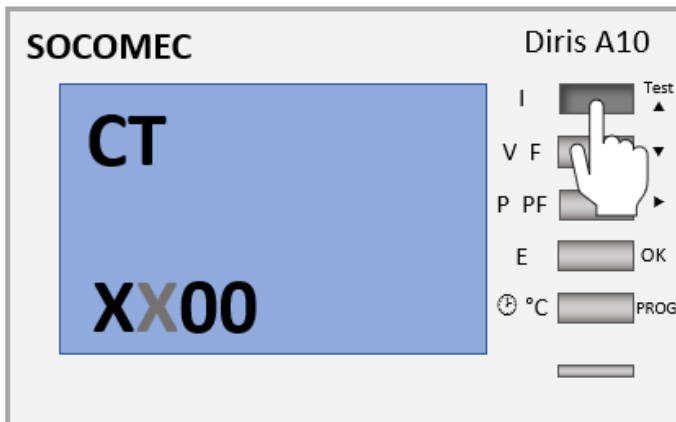 SOCOMEC
Diris A10
CT
XX00
I
Test
V F
P PF
E
OK
°C
PROG